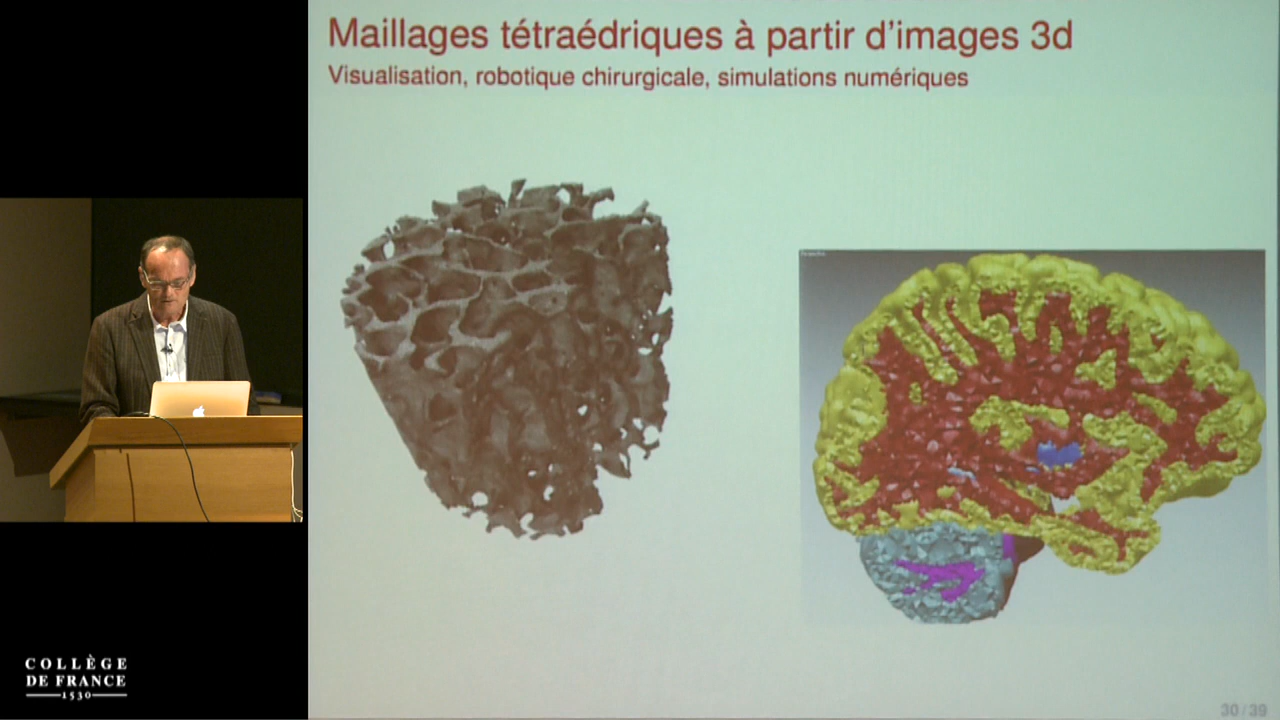 Maillages tétraédriques à partir d'images 3d
Visualisation, robotique chirurgicale, simulations numériques
COLLÈGE
DE FRANCE
1530
30/39